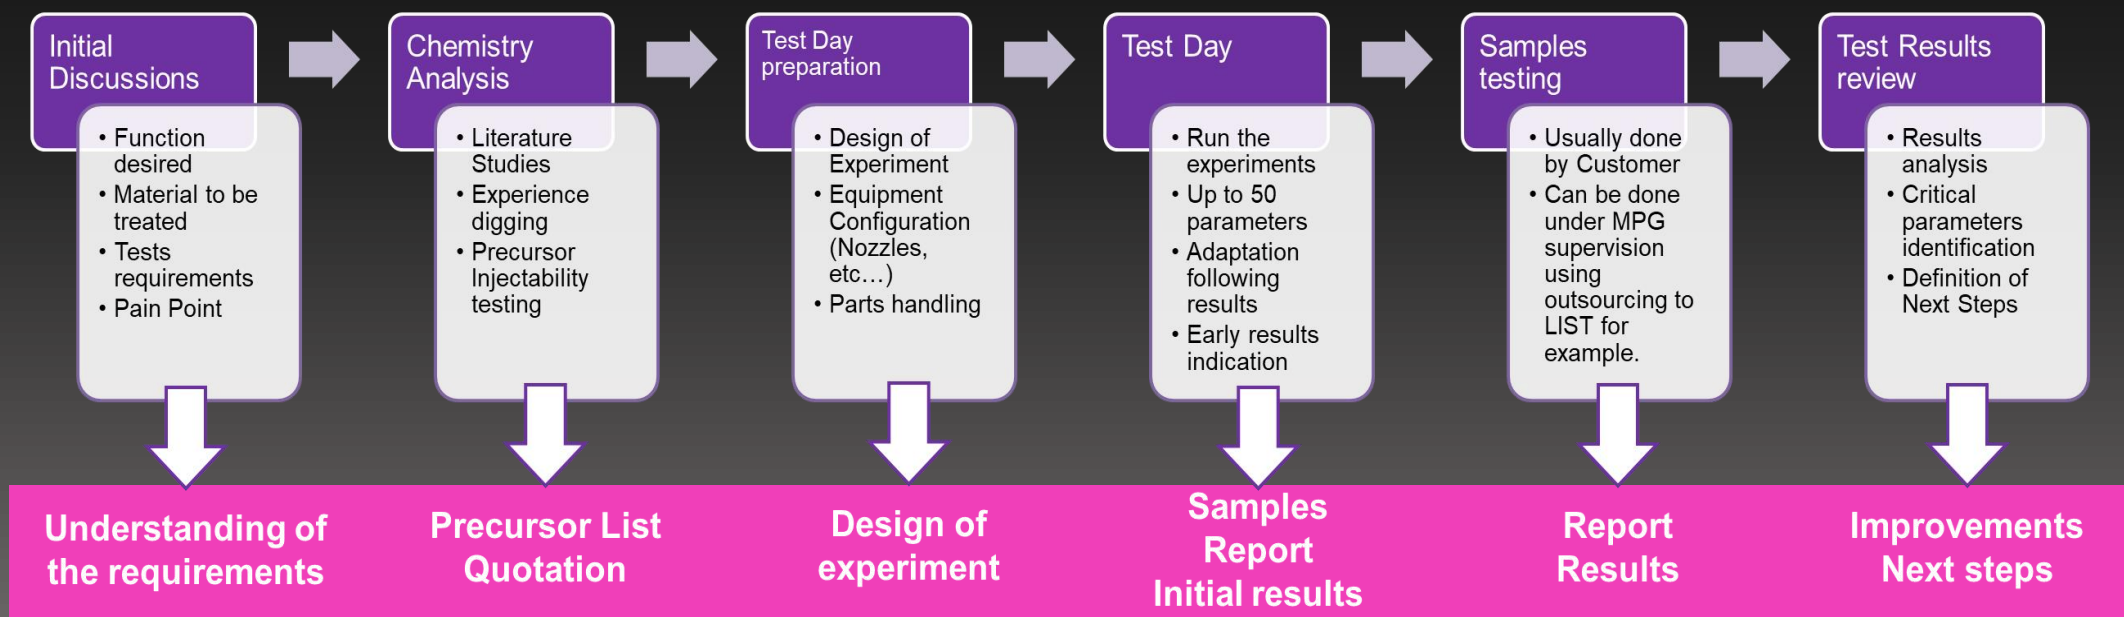 Initial
Discussions
• Function
desired
• Material to be
treated
• Tests
requirements
• Pain Point
Understanding of
the requirements
Chemistry
Analysis
• Literature
Studies
• Experience
digging
• Precursor
Injectability
testing
Precursor List
Quotation
Test Day
preparation
• Design of
Experiment
• Equipment
Configuration
(Nozzles,
etc…)
• Parts handling
Design of
experiment
Test Day
• Run the
experiments
• Up to 50
parameters
• Adaptation
following
results
• Early results
indication
Samples
Report
Initial results
Samples
testing
• Usually done
by Customer
• Can be done
under MPG
supervision
using
outsourcing to
LIST for
example.
Report
Results
Test Results
review
• Results
analysis
• Critical
parameters
identification
• Definition of
Next Steps
Improvements
Next steps